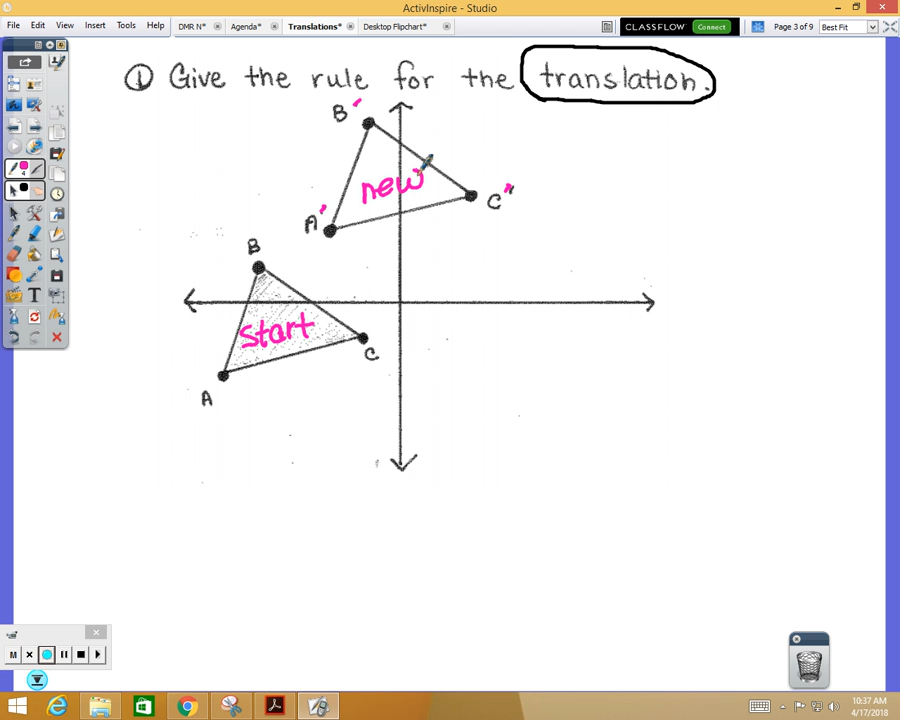 ActivInspire - Studio
File Edit View Insert Tools Help DMR N* Agenda* Translations* Desktop Flipchart* CLASSFLOW Connect Page 3 of 9 Best Fit
① Give the rule for the translation.
B'
new
C'
A'
B
start
C
A
4
T
M
10:37 AM
4/17/2018